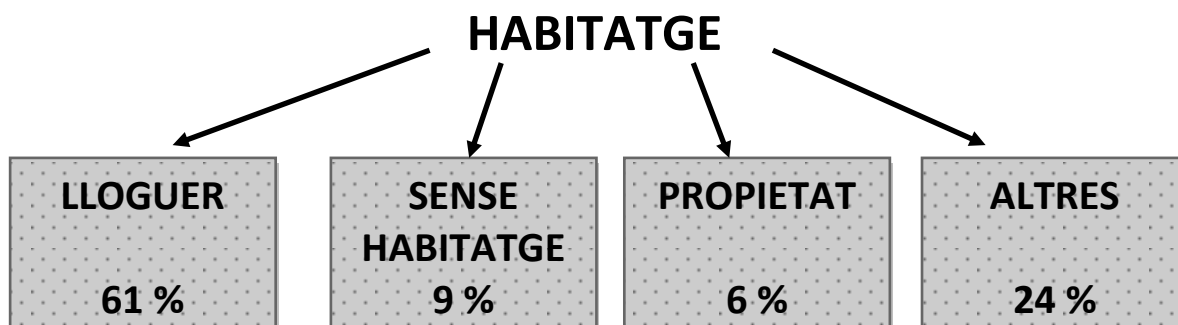 HABITATGE
LLOGUER
61 %
SENSE
HABITATGE
9 %
PROPIETAT
6 %
ALTRES
24 %